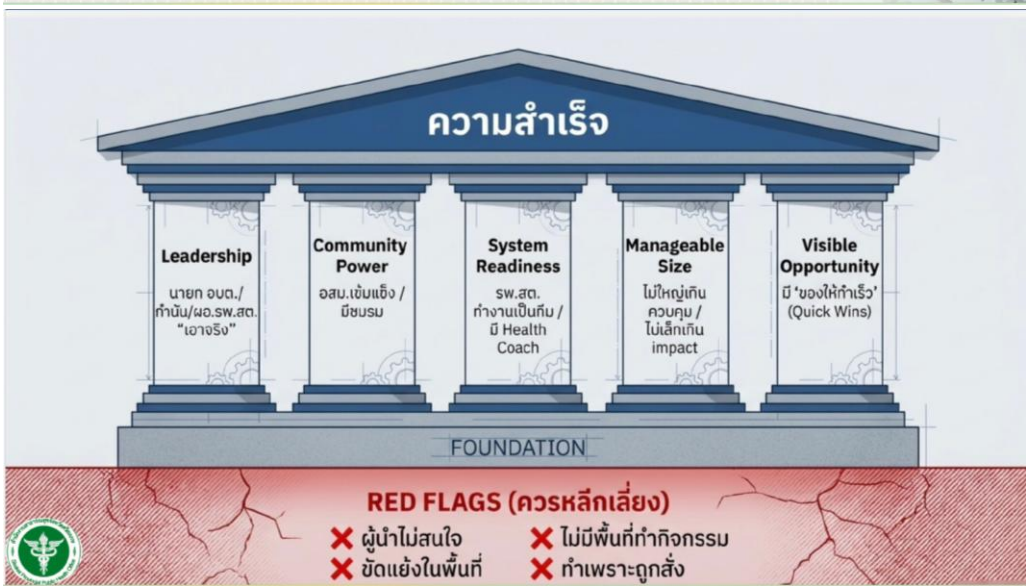 ความสำเร็จ
Leadership
นายก อบต./
กำนัน/ผอ.รพ.สต.
“เอาจริง”
Community
Power
อสม.เข้มแข็ง /
มีชมรม
System
Readiness
รพ.สต.
ทำงานเป็นทีม /
มี Health
Coach
Manageable
Size
ไม่ใหญ่เกิน
ควบคุม /
ไม่เล็กเกิน
impact
Visible
Opportunity
มี ‘ของให้ทำเร็ว’
(Quick Wins)
FOUNDATION
RED FLAGS (ควรหลีกเลี่ยง)
❌ ผู้นำไม่สนใจ
❌ ขัดแย้งในพื้นที่
❌ ไม่มีพื้นที่ทำกิจกรรม
❌ ทำเพราะถูกสั่ง